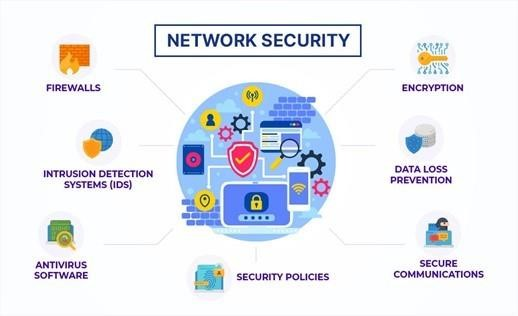 NETWORK SECURITY
FIREWALLS
ENCRYPTION
INTRUSION DETECTION
SYSTEMS (IDS)
DATA LOSS
PREVENTION
ANTIVIRUS
SOFTWARE
SECURE
COMMUNICATIONS
SECURITY POLICIES